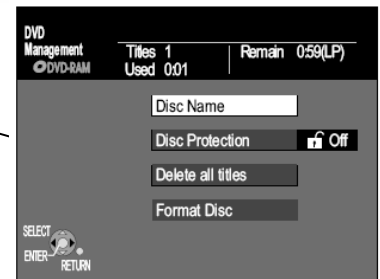 DVD
Management Titles 1 Remain 0:59(LP)
DVD-RAM Used 0:01
Disc Name
Disc Protection Off
Delete all titles
Format Disc
SELECT
ENTER
RETURN